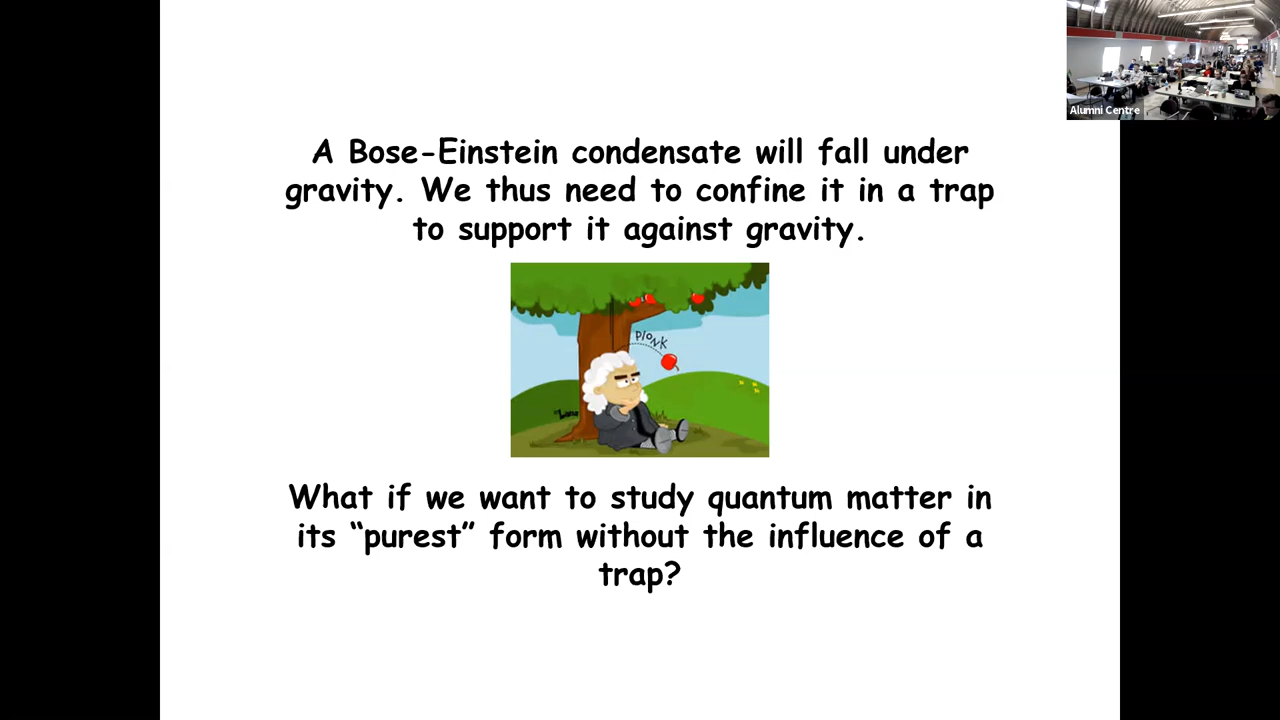 Alumni Centre
A Bose-Einstein condensate will fall under
gravity. We thus need to confine it in a trap
to support it against gravity.
PlonK
What if we want to study quantum matter in
its “purest” form without the influence of a
trap?